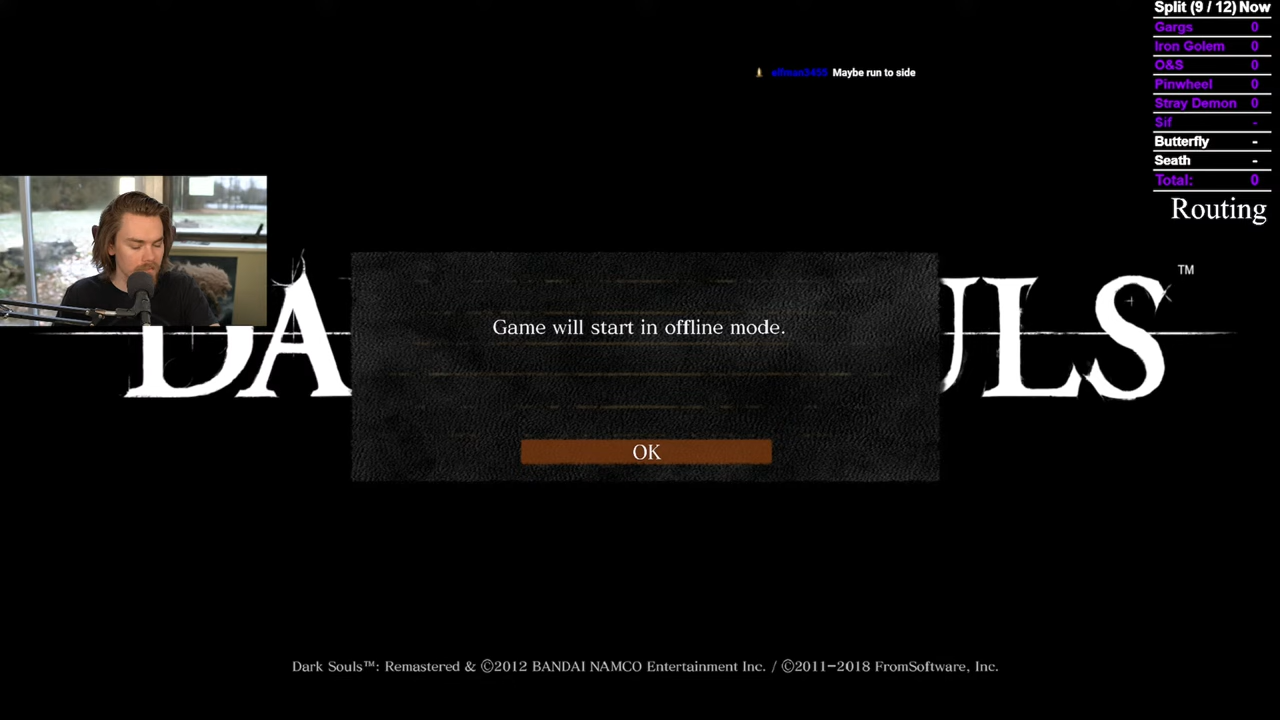 Split (9 / 12) Now
Gargs 0
Iron Golem 0
O&S 0
Pinwheel 0
Stray Demon 0
Sif -
Butterfly -
Seath -
Total: 0
Routing
Maybe run to side
DA ULS ™
Game will start in offline mode.
OK
Dark Souls™: Remastered & ©2012 BANDAI NAMCO Entertainment Inc. / ©2011–2018 FromSoftware, Inc.